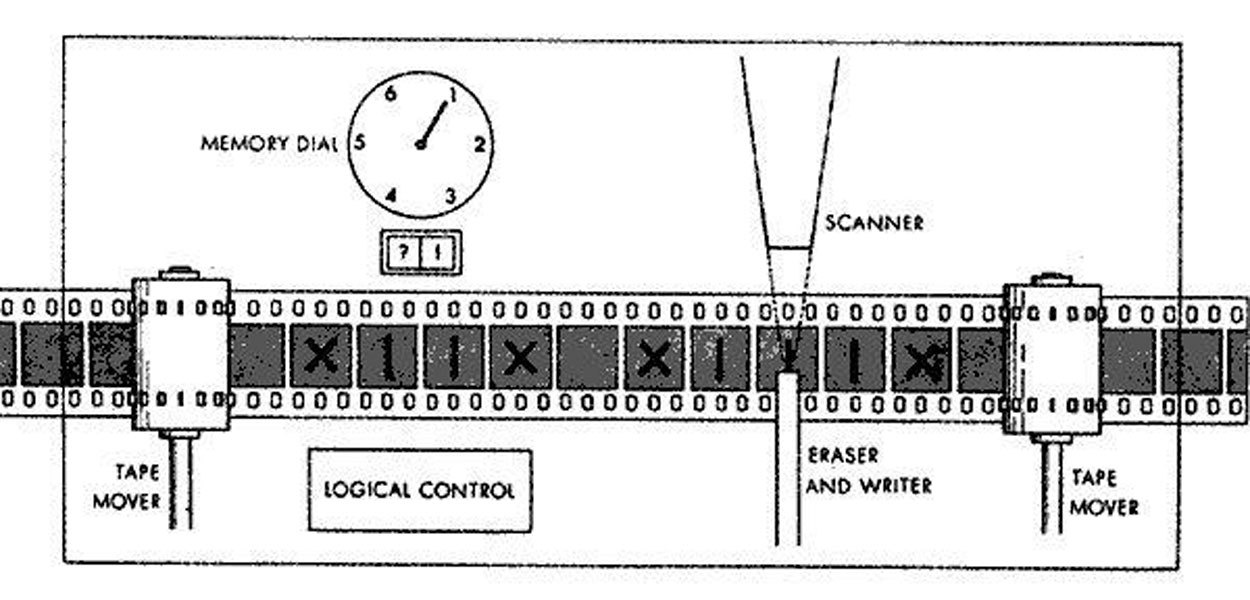 6 1
MEMORY DIAL 5 2
4 3
? 1
SCANNER
X 1 1 X X 1 1 1 X
TAPE
MOVER
LOGICAL CONTROL
ERASER
AND WRITER
TAPE
MOVER